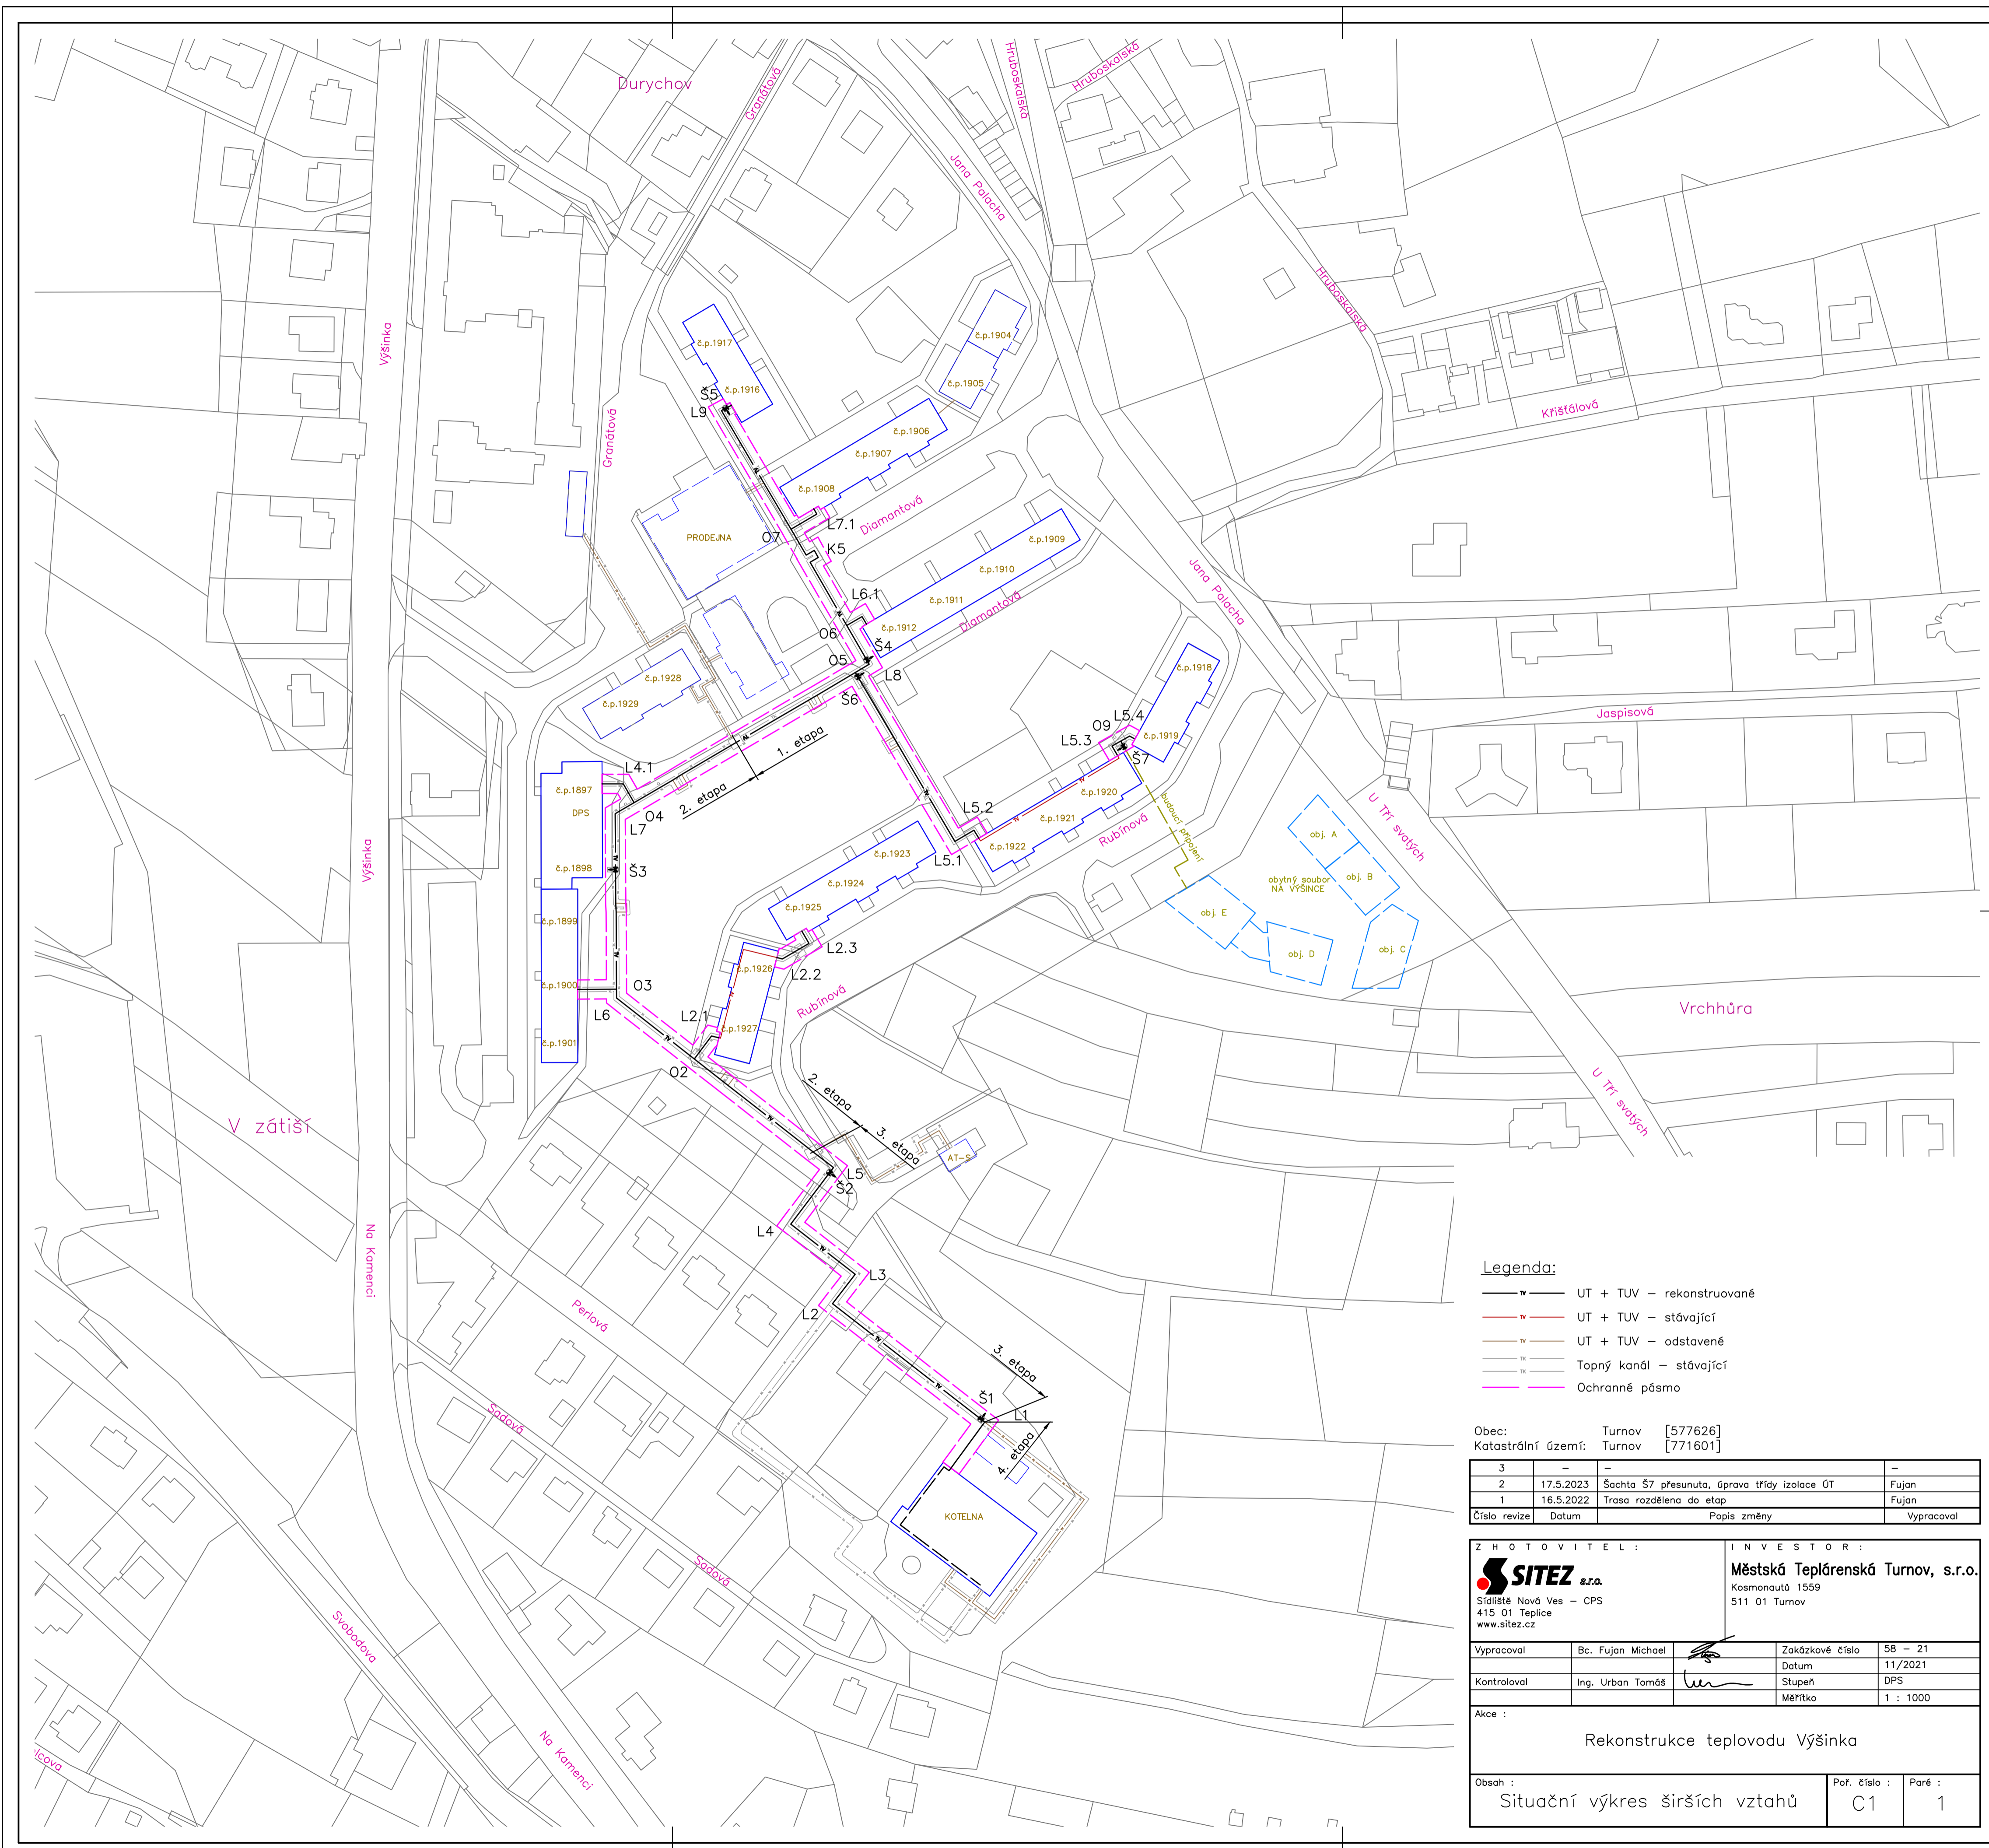 Durychov
Granátová
Hruboskalská
Hruboskalská
Jana Palacha
Hruboskalská
Výšinka
Granátová
Křišťálová
č.p.1917
č.p.1916
Š5
L9
č.p.1904
č.p.1905
č.p.1906
č.p.1907
č.p.1908
L7.1
Diamantová
O7
K5
PRODEJNA
č.p.1909
č.p.1910
č.p.1911
č.p.1912
L6.1
Diamantová
O6
Š4
O5
L8
Š6
Jana Palacha
č.p.1928
č.p.1929
č.p.1918
č.p.1919
L5.4
O9
L5.3
Š7
Jaspisová
1. etapa
2. etapa
L4.1
O4
L7
č.p.1897
DPS
č.p.1898
Š3
č.p.1899
č.p.1900
č.p.1901
Výšinka
L5.2
L5.1
č.p.1920
č.p.1921
č.p.1922
Rubínová
budoucí připojení
U Tří svatých
obytný soubor
NA VÝŠINCE
obj. A
obj. B
obj. C
obj. D
obj. E
č.p.1923
č.p.1924
č.p.1925
L2.3
L2.2
č.p.1926
č.p.1927
L2.1
O3
L6
O2
Rubínová
Vrchhůra
U Tří svatých
V zátiší
2. etapa
3. etapa
AT-S
L5
Š2
L4
L3
L2
Na Kamenci
Perlová
Sadová
3. etapa
Š1
L1
4. etapa
KOTELNA
Sadová
Svobodova
Na Kamenci
Legenda:
TV UT + TUV – rekonstruované
TV UT + TUV – stávající
TV UT + TUV – odstavené
TK
TK Topný kanál – stávající
Ochranné pásmo
Obec: Turnov [577626]
Katastrální území: Turnov [771601]
3 – – –
2 17.5.2023 Šachta Š7 přesunuta, úprava třídy izolace ÚT Fujan
1 16.5.2022 Trasa rozdělena do etap Fujan
Číslo revize Datum Popis změny Vypracoval
ZHOTOVITEL: INVESTOR:
SITEZ s.r.o.
Sídliště Nová Ves – CPS
415 01 Teplice
www.sitez.cz
Městská Teplárenská Turnov, s.r.o.
Kosmonautů 1559
511 01 Turnov
Vypracoval Bc. Fujan Michael Zakázkové číslo 58 – 21
Datum 11/2021
Kontroloval Ing. Urban Tomáš Stupeň DPS
Měřítko 1 : 1000
Akce :
Rekonstrukce teplovodu Výšinka
Obsah :
Situační výkres širších vztahů
Poř. číslo :
C1
Paré :
1